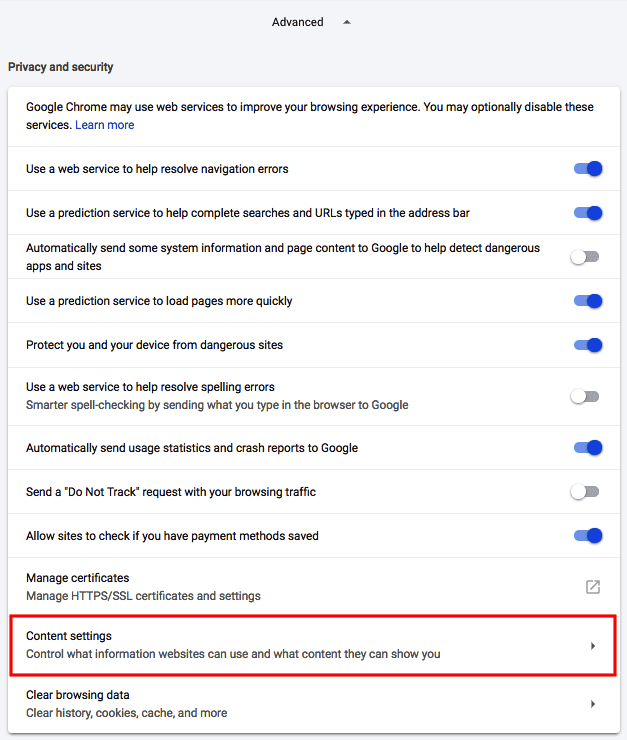 Advanced
Privacy and security
Google Chrome may use web services to improve your browsing experience. You may optionally disable these
services. Learn more
Use a web service to help resolve navigation errors
Use a prediction service to help complete searches and URLs typed in the address bar
Automatically send some system information and page content to Google to help detect dangerous
apps and sites
Use a prediction service to load pages more quickly
Protect you and your device from dangerous sites
Use a web service to help resolve spelling errors
Smarter spell-checking by sending what you type in the browser to Google
Automatically send usage statistics and crash reports to Google
Send a "Do Not Track" request with your browsing traffic
Allow sites to check if you have payment methods saved
Manage certificates
Manage HTTPS/SSL certificates and settings
Content settings
Control what information websites can use and what content they can show you
Clear browsing data
Clear history, cookies, cache, and more